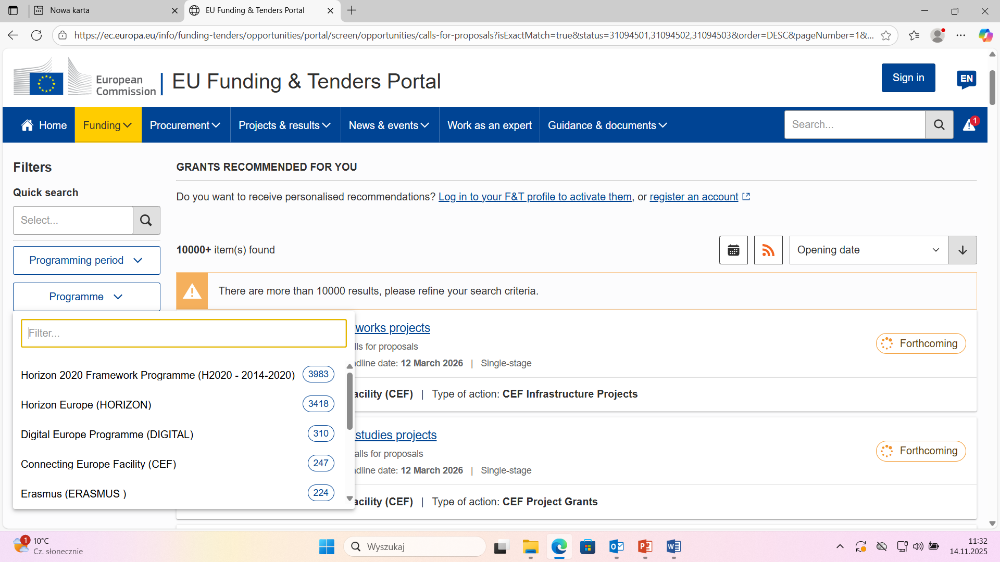 Nowa karta
EU Funding & Tenders Portal
https://ec.europa.eu/info/funding-tenders/opportunities/portal/screen/opportunities/calls-for-proposals?isExactMatch=true&status=31094501,31094502,31094503&order=DESC&pageNumber=1&...
European
Commission
EU Funding & Tenders Portal
Sign in
EN
Home
Funding
Procurement
Projects & results
News & events
Work as an expert
Guidance & documents
Search...
1
Filters
Quick search
Select...
Programming period
Programme
Filter...
Horizon 2020 Framework Programme (H2020 - 2014-2020) 3983
Horizon Europe (HORIZON) 3418
Digital Europe Programme (DIGITAL) 310
Connecting Europe Facility (CEF) 247
Erasmus (ERASMUS ) 224
GRANTS RECOMMENDED FOR YOU
Do you want to receive personalised recommendations? Log in to your F&T profile to activate them, or register an account
10000+ item(s) found
Opening date
There are more than 10000 results, please refine your search criteria.
works projects
lls for proposals
Forthcoming
dline date: 12 March 2026 | Single-stage
acility (CEF) | Type of action: CEF Infrastructure Projects
studies projects
alls for proposals
Forthcoming
dline date: 12 March 2026 | Single-stage
acility (CEF) | Type of action: CEF Project Grants
1
10°C
Cz. słonecznie
Wyszukaj
11:32
14.11.2025